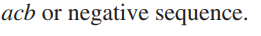 acb or negative sequence.